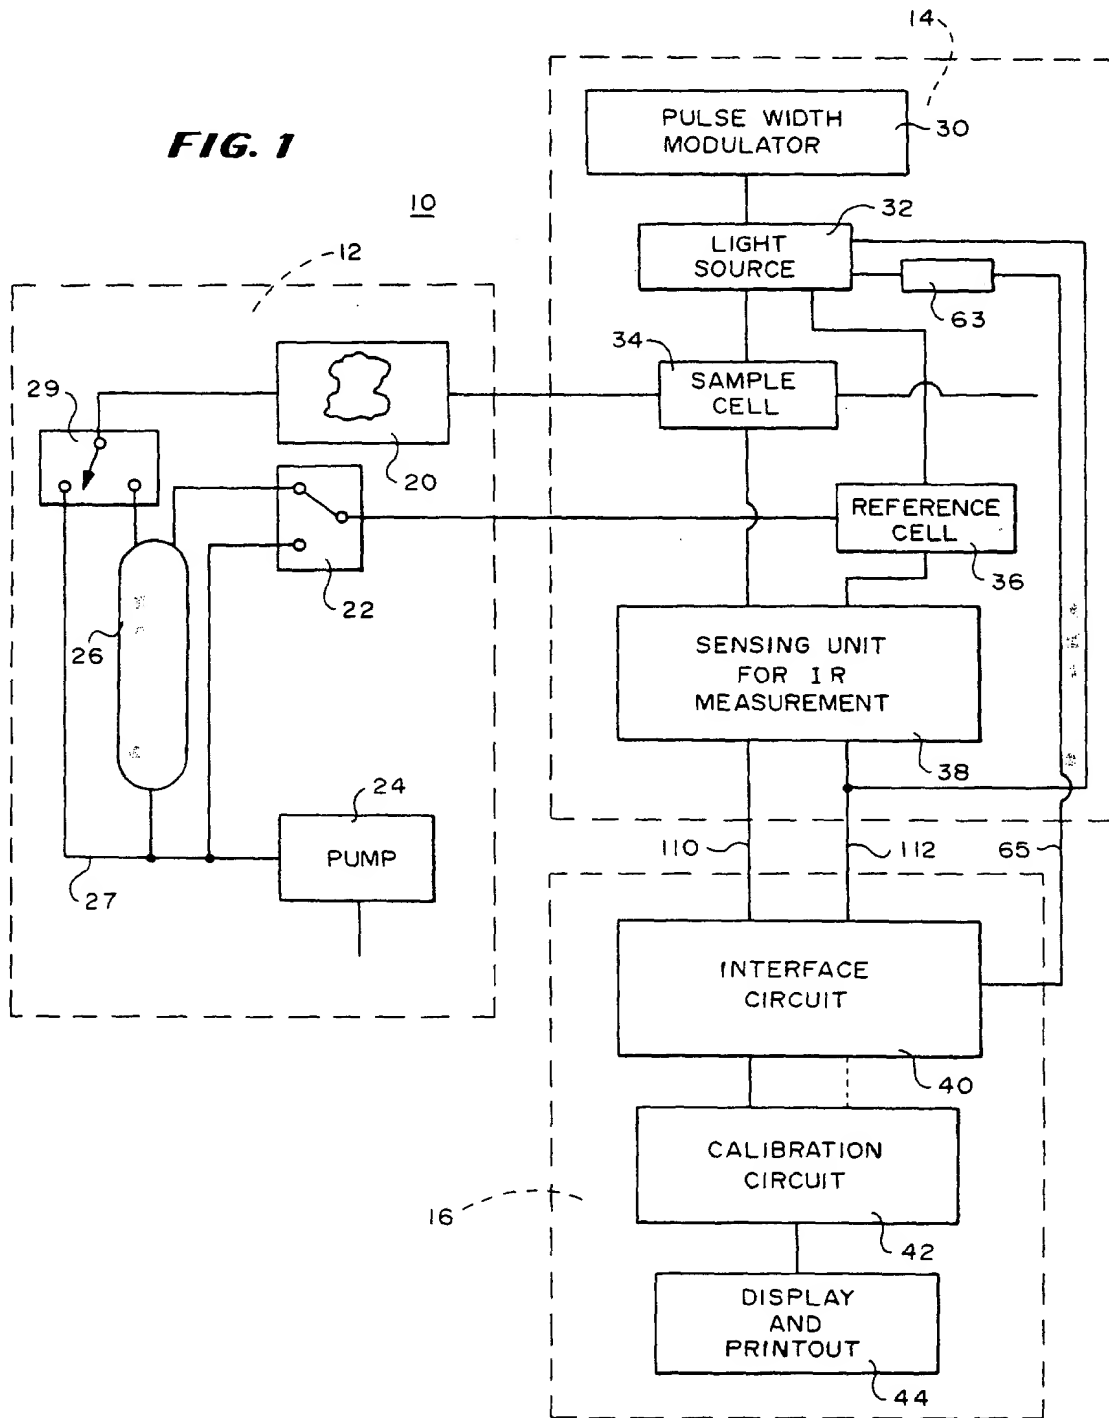 14
FIG. 1
PULSE WIDTH
MODULATOR
30
10
32
LIGHT
SOURCE
12
63
34
SAMPLE
CELL
29
20
REFERENCE
CELL
36
22
26
SENSING UNIT
FOR IR
MEASUREMENT
38
24
PUMP
27
110
112
65
INTERFACE
CIRCUIT
40
CALIBRATION
CIRCUIT
16
42
DISPLAY
AND
PRINTOUT
44